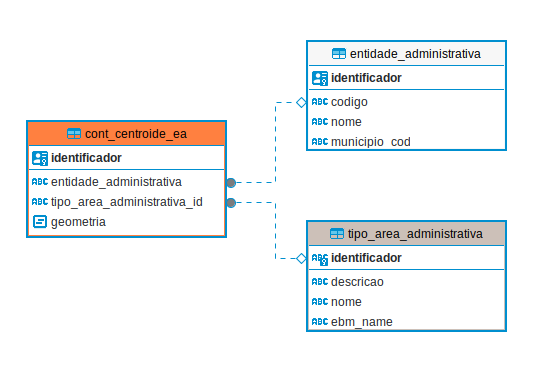 entidade_administrativa
identificador
ABC codigo
ABC nome
ABC municipio_cod
cont_centroide_ea
identificador
ABC entidade_administrativa
ABC tipo_area_administrativa_id
geometria
tipo_area_administrativa
ABC identificador
ABC descricao
ABC nome
ABC ebm_name